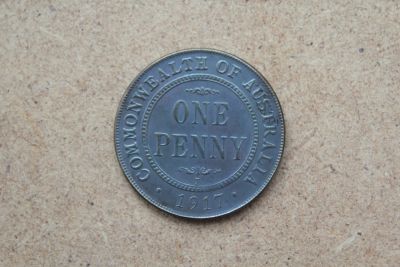 COMMONWEALTH OF AUSTRALIA
ONE
PENNY
· 1917 ·